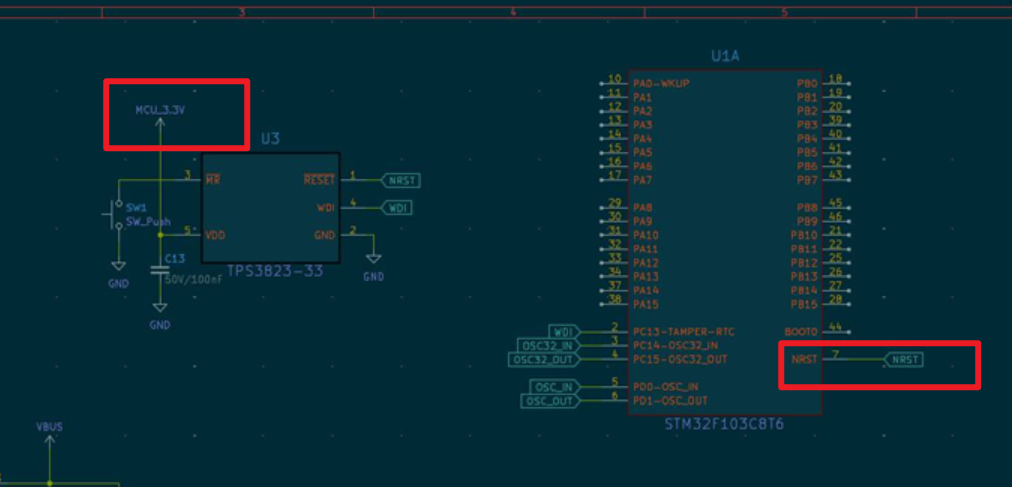 3 4 5
U1A
MCU_3.3V
U3
3 MR RESET 1 NRST
WDI 4 WDI
5 VDD GND 2
SW1
SW_Push
C13
50V/100nF
TPS3823-33
GND
GND
GND
10 PA0-WKUP PB0 18
11 PA1 PB1 19
12 PA2 PB2 20
13 PA3 PB3 39
14 PA4 PB4 40
15 PA5 PB5 41
16 PA6 PB6 42
17 PA7 PB7 43
29 PA8 PB8 45
30 PA9 PB9 46
31 PA10 PB10 21
32 PA11 PB11 22
33 PA12 PB12 25
34 PA13 PB13 26
37 PA14 PB14 27
38 PA15 PB15 28
WDI 2 PC13-TAMPER-RTC BOOT0 44
OSC32_IN 3 PC14-OSC32_IN
OSC32_OUT 4 PC15-OSC32_OUT NRST 7 NRST
OSC_IN 5 PD0-OSC_IN
OSC_OUT 6 PD1-OSC_OUT
STM32F103C8T6
VBUS